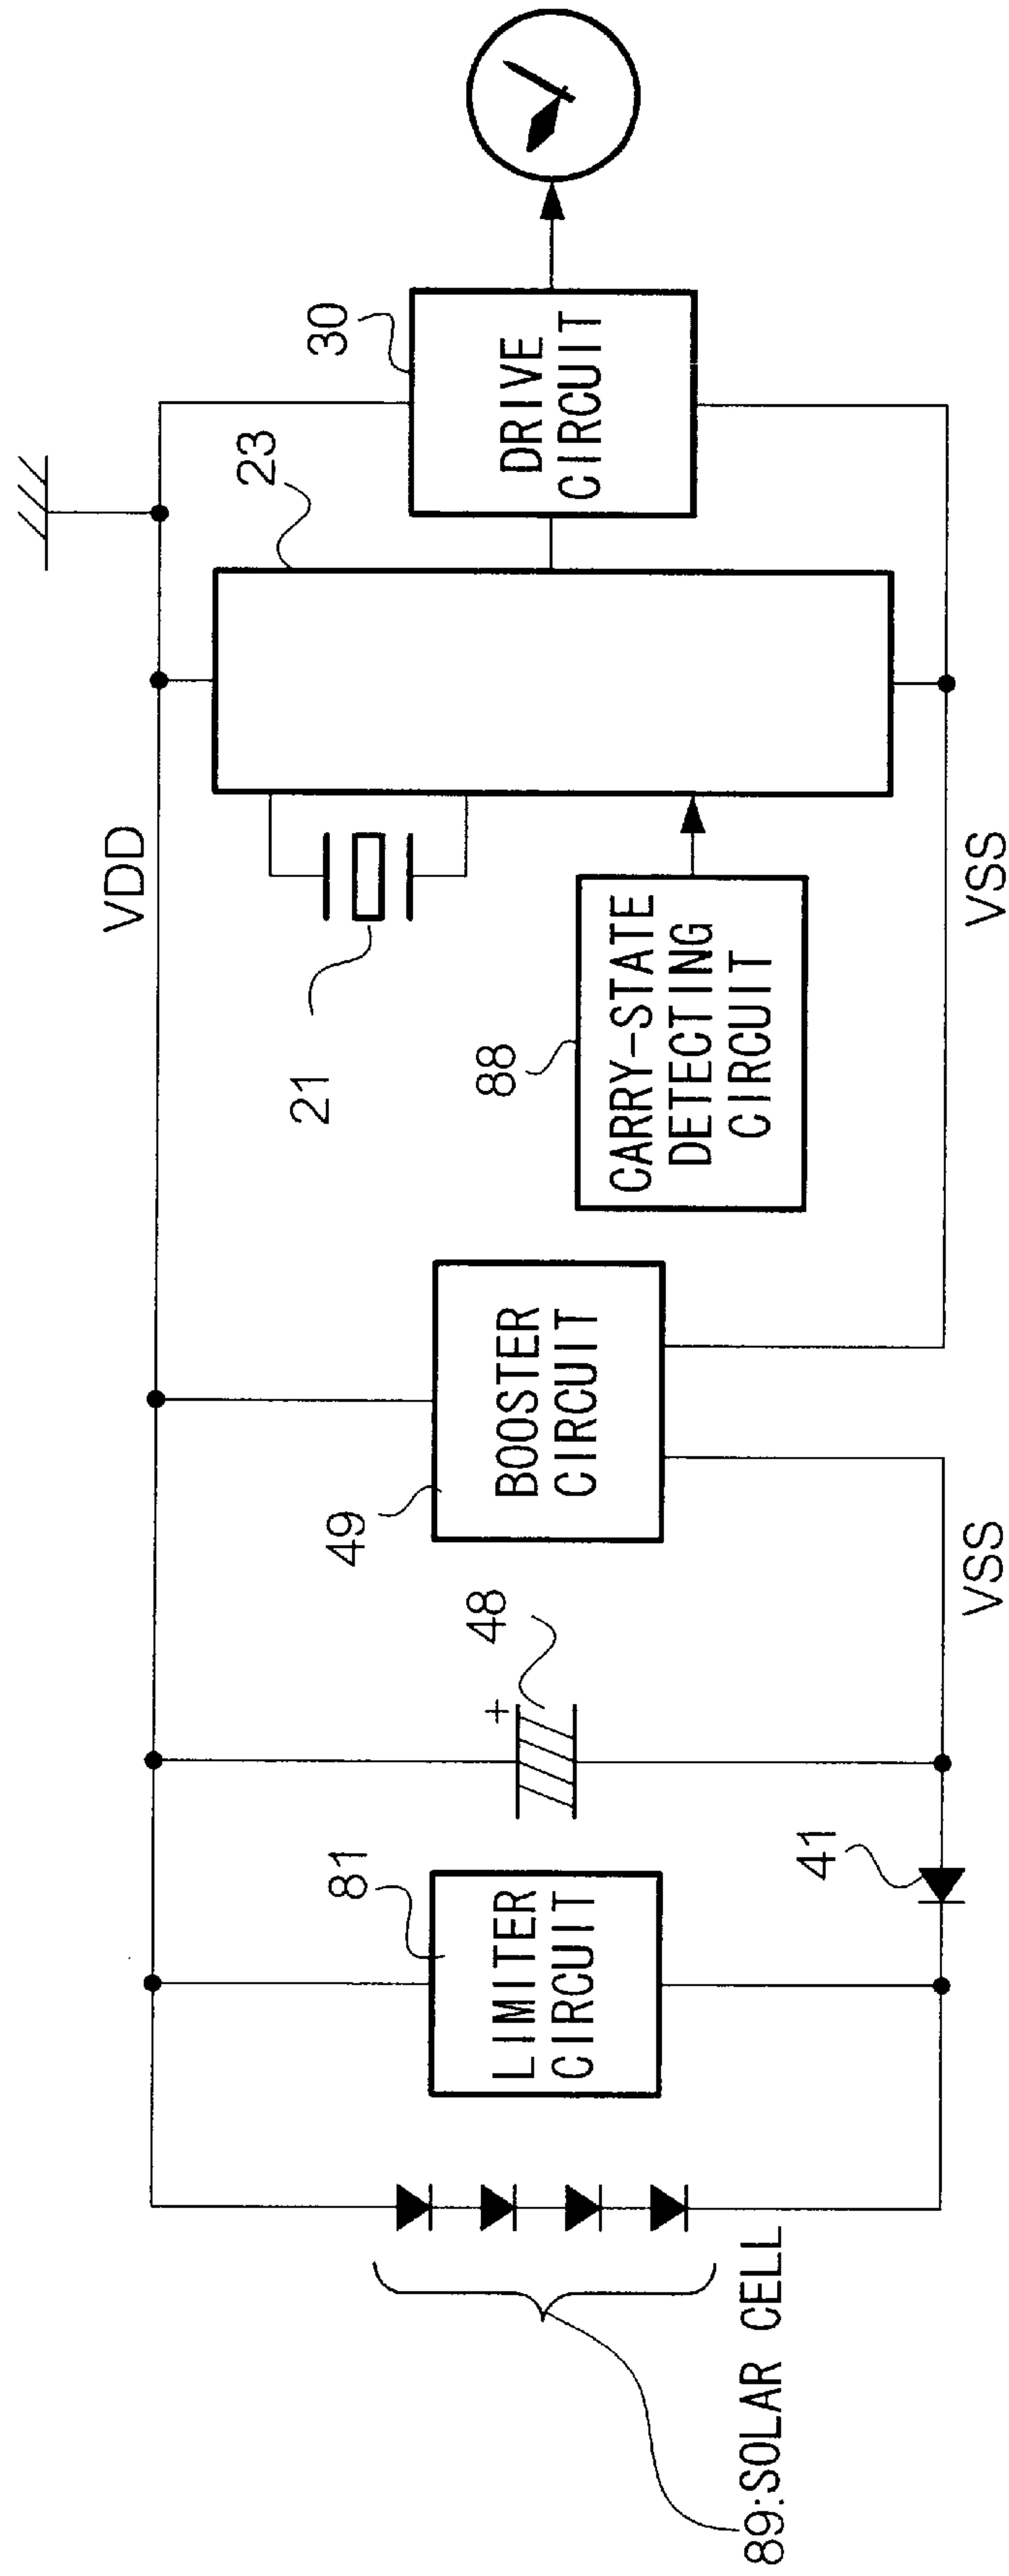 VDD
23
30
DRIVE
CIRCUIT
21
88
CARRY-STATE
DETECTING
CIRCUIT
49
BOOSTER
CIRCUIT
48
+
81
LIMITER
CIRCUIT
41
VSS
VSS
89:SOLAR CELL